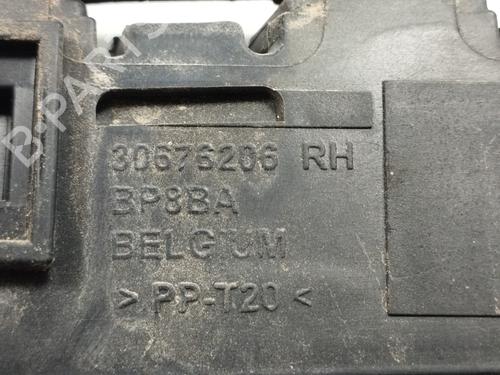 B-PARTS
30676206 RH
BP8BA
BELGIUM
> PP-T20 <